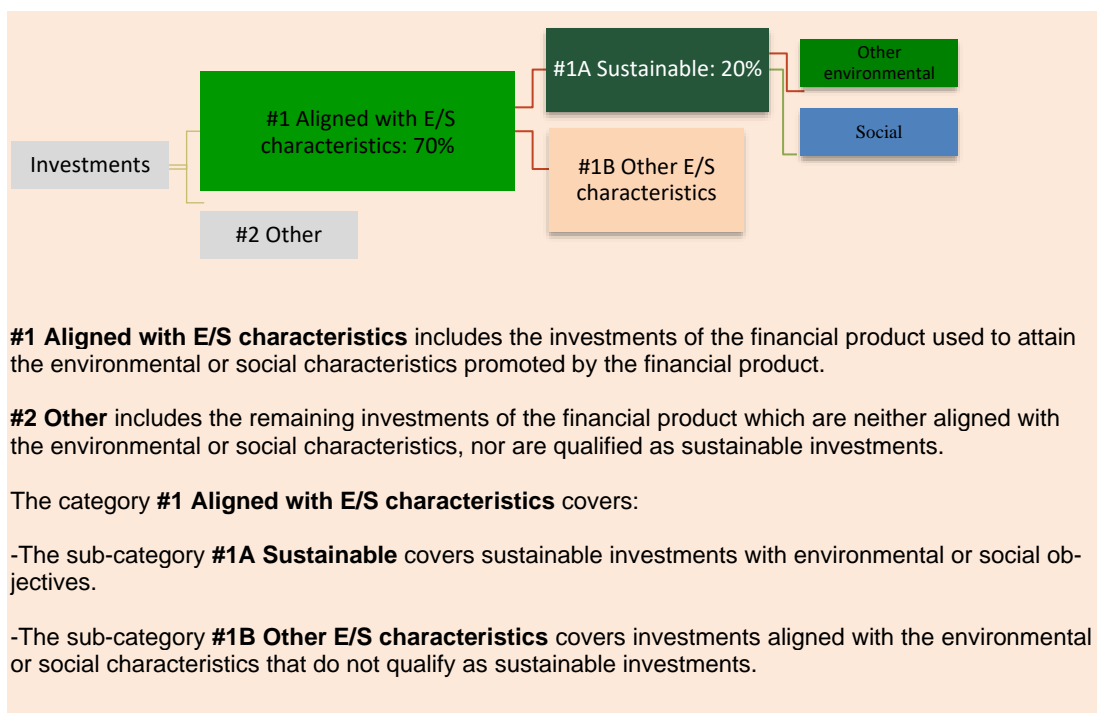 Investments
#1 Aligned with E/S
characteristics: 70%
#2 Other
#1A Sustainable: 20%
#1B Other E/S
characteristics
Other
environmental
Social
#1 Aligned with E/S characteristics includes the investments of the financial product used to attain
the environmental or social characteristics promoted by the financial product.
#2 Other includes the remaining investments of the financial product which are neither aligned with
the environmental or social characteristics, nor are qualified as sustainable investments.
The category #1 Aligned with E/S characteristics covers:
-The sub-category #1A Sustainable covers sustainable investments with environmental or social ob-
jectives.
-The sub-category #1B Other E/S characteristics covers investments aligned with the environmental
or social characteristics that do not qualify as sustainable investments.